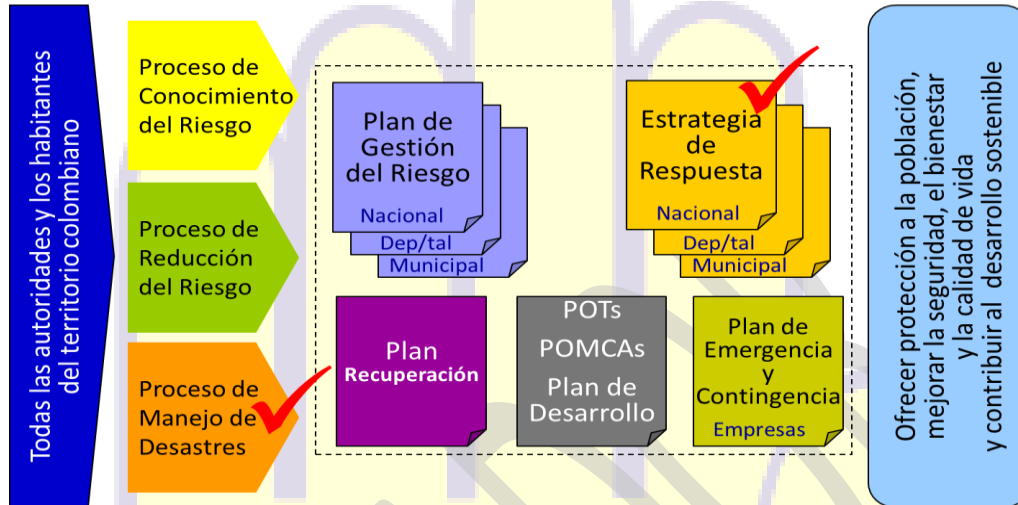 Todas las autoridades y los habitantes
del territorio colombiano
Proceso de
Conocimiento
del Riesgo
Proceso de
Reducción
del Riesgo
Proceso de
Manejo de
Desastres
Plan de
Gestión
del Riesgo
Nacional
Dep/tal
Municipal
Estrategia
de
Respuesta
Nacional
Dep/tal
Municipal
Plan
Recuperación
POTs
POMCAs
Plan de
Desarrollo
Plan de
Emergencia
y
Contingencia
Empresas
Ofrecer protección a la población,
mejorar la seguridad, el bienestar
y la calidad de vida
y contribuir al desarrollo sostenible